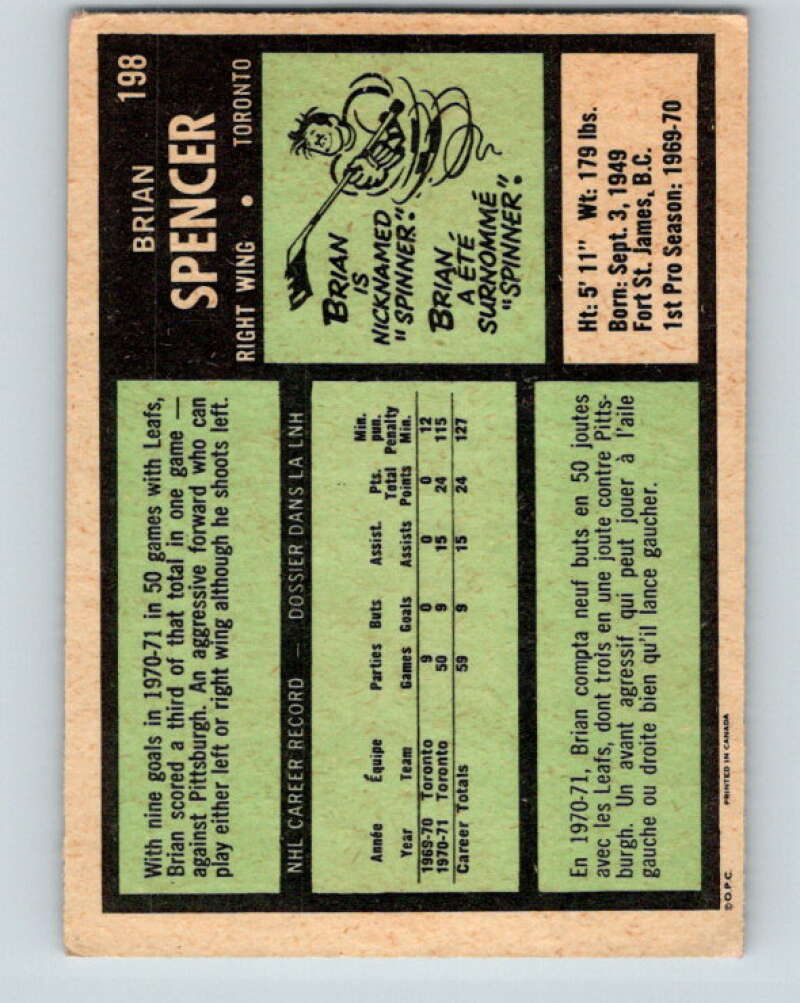 198
BRIAN
SPENCER
RIGHT WING • TORONTO
With nine goals in 1970-71 in 50 games with Leafs,
Brian scored a third of that total in one game —
against Pittsburgh. An aggressive forward who can
play either left or right wing although he shoots left.
BRIAN
IS
NICKNAMED
"SPINNER".
BRIAN
A ÉTÉ
SURNOMMÉ
"SPINNER".
Ht: 5' 11" Wt: 179 lbs.
Born: Sept. 3, 1949
Fort St. James, B.C.
1st Pro Season: 1969-70
NHL CAREER RECORD — DOSSIER DANS LA LNH
Année Équipe Parties Buts Assist. Pts. Total Min. pun. Penalty
Year Team Games Goals Assists Points Min.
1969-70 Toronto 9 0 0 0 12
1970-71 Toronto 50 9 15 24 115
Career Totals 59 9 15 24 127
En 1970-71, Brian compta neuf buts en 50 joutes
avec les Leafs, dont trois en une joute contre Pitts-
burgh. Un avant agressif qui peut jouer à l'aile
gauche ou droite bien qu'il lance gaucher.
©O.P.C. PRINTED IN CANADA